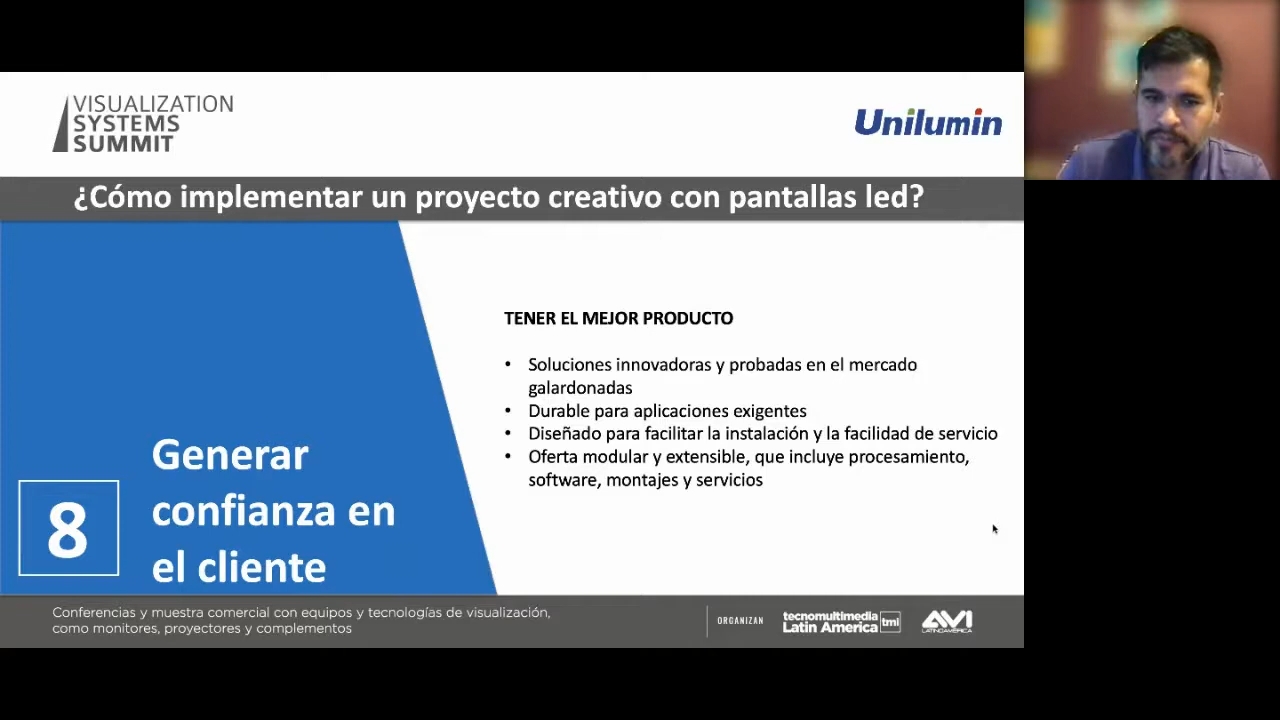 VISUALIZATION
SYSTEMS
SUMMIT
Unilumin
¿Cómo implementar un proyecto creativo con pantallas led?
TENER EL MEJOR PRODUCTO
• Soluciones innovadoras y probadas en el mercado
galardonadas
• Durable para aplicaciones exigentes
• Diseñado para facilitar la instalación y la facilidad de servicio
• Oferta modular y extensible, que incluye procesamiento,
software, montajes y servicios
8
Generar
confianza en
el cliente
Conferencias y muestra comercial con equipos y tecnologías de visualización,
como monitores, proyectores y complementos
ORGANIZAN
tecnomultimedia
Latin America tmi
AVI
LATINOAMÉRICA